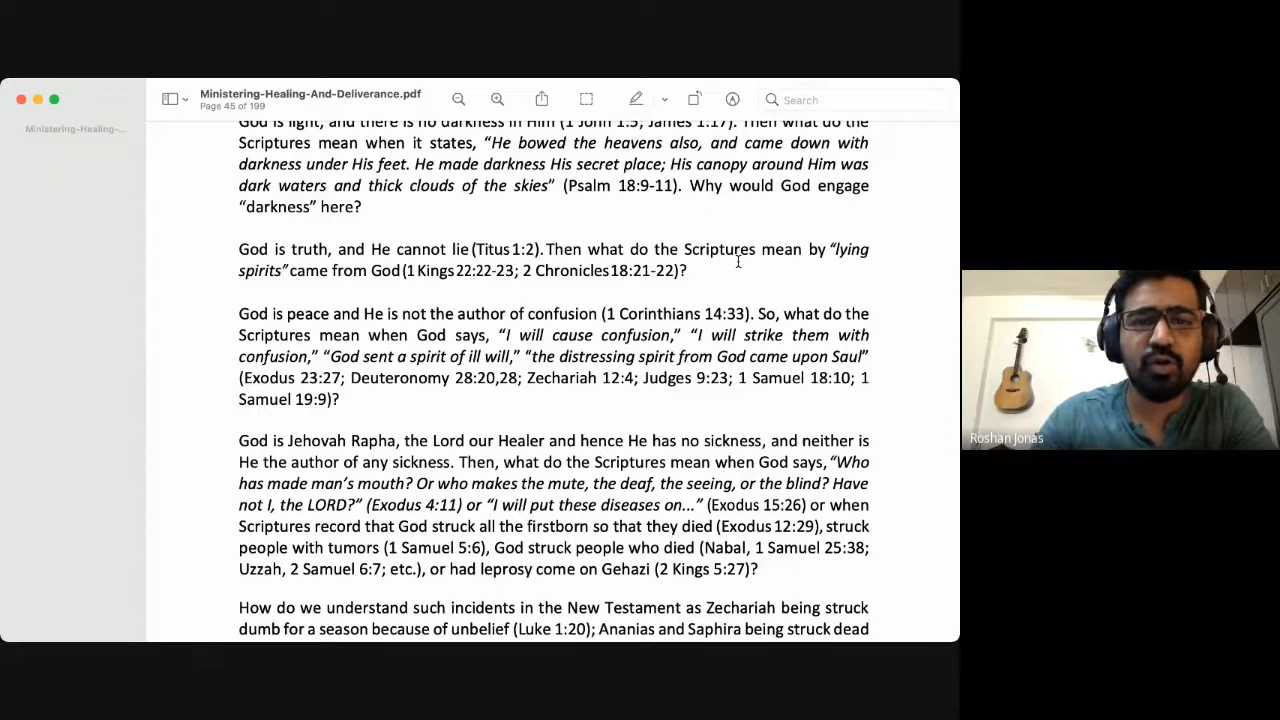 Ministering-Healing-And-Deliverance.pdf
Page 45 of 199
Search
Ministering-Healing-...
God is light, and there is no darkness in Him (1 John 1:5; James 1:17). Then what do the
Scriptures mean when it states, “He bowed the heavens also, and came down with
darkness under His feet. He made darkness His secret place; His canopy around Him was
dark waters and thick clouds of the skies” (Psalm 18:9-11). Why would God engage
“darkness” here?
God is truth, and He cannot lie (Titus 1:2). Then what do the Scriptures mean by “lying
spirits” came from God (1 Kings 22:22-23; 2 Chronicles 18:21-22)?
God is peace and He is not the author of confusion (1 Corinthians 14:33). So, what do the
Scriptures mean when God says, “I will cause confusion,” “I will strike them with
confusion,” “God sent a spirit of ill will,” “the distressing spirit from God came upon Saul”
(Exodus 23:27; Deuteronomy 28:20,28; Zechariah 12:4; Judges 9:23; 1 Samuel 18:10; 1
Samuel 19:9)?
God is Jehovah Rapha, the Lord our Healer and hence He has no sickness, and neither is
He the author of any sickness. Then, what do the Scriptures mean when God says, “Who
has made man’s mouth? Or who makes the mute, the deaf, the seeing, or the blind? Have
not I, the LORD?” (Exodus 4:11) or “I will put these diseases on...” (Exodus 15:26) or when
Scriptures record that God struck all the firstborn so that they died (Exodus 12:29), struck
people with tumors (1 Samuel 5:6), God struck people who died (Nabal, 1 Samuel 25:38;
Uzzah, 2 Samuel 6:7; etc.), or had leprosy come on Gehazi (2 Kings 5:27)?
How do we understand such incidents in the New Testament as Zechariah being struck
dumb for a season because of unbelief (Luke 1:20); Ananias and Saphira being struck dead
Roshan Jonas